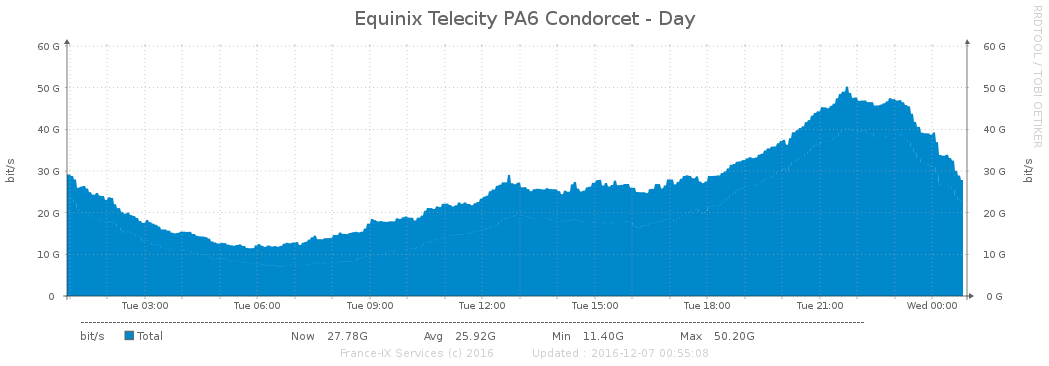 Equinix Telecity PA6 Condorcet - Day
RRDTOOL / TOBI OETIKER
bit/s
bit/s
60 G 60 G
50 G 50 G
40 G 40 G
30 G 30 G
20 G 20 G
10 G 10 G
0 0 G
Tue 03:00 Tue 06:00 Tue 09:00 Tue 12:00 Tue 15:00 Tue 18:00 Tue 21:00 Wed 00:00
bit/s Total Now 27.78G Avg 25.92G Min 11.40G Max 50.20G
France-IX Services (c) 2016 Updated : 2016-12-07 00:55:08